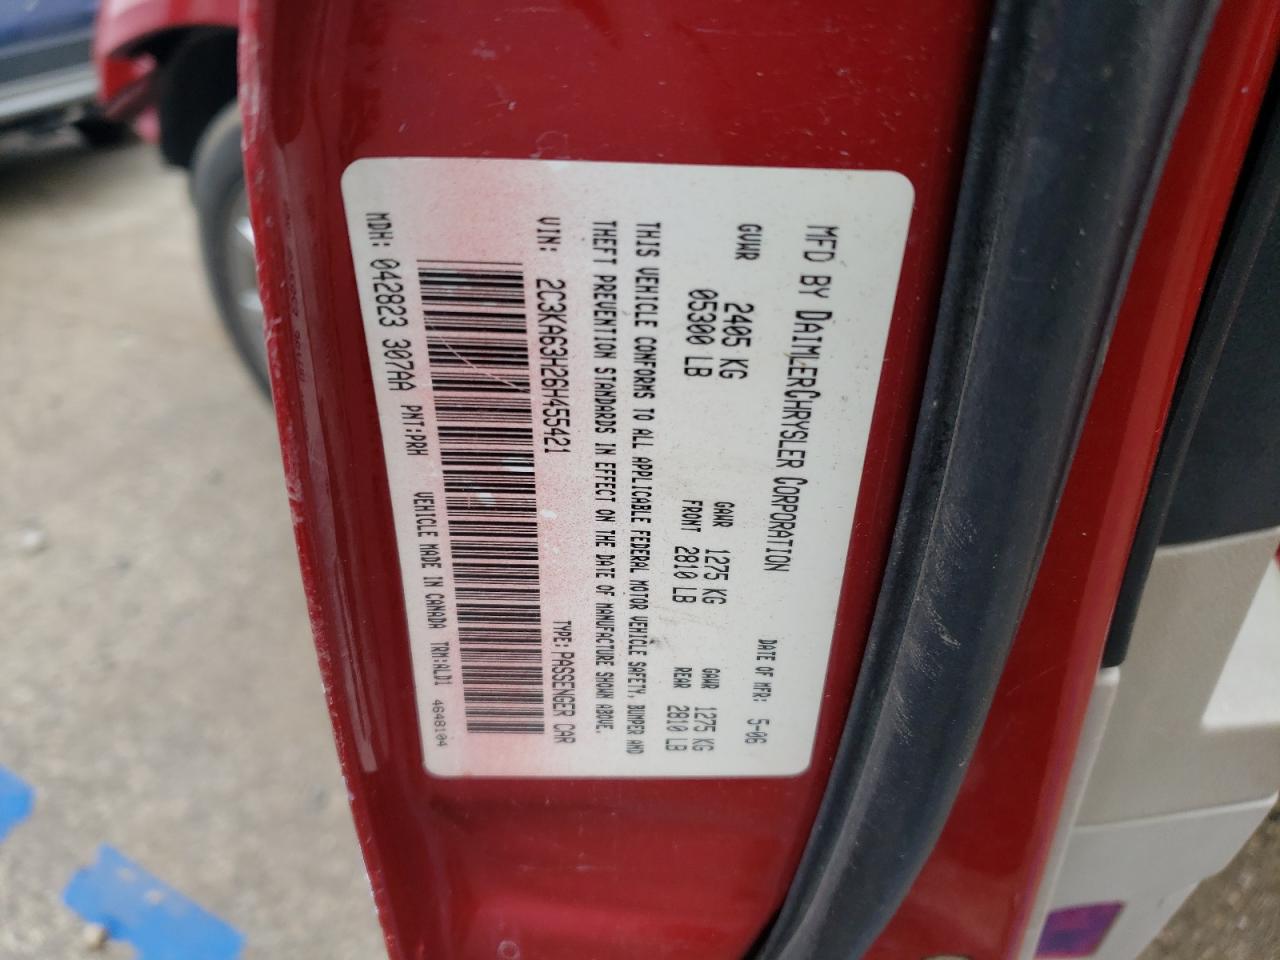 MFD BY DAIMLERCHRYSLER CORPORATION
DATE OF MFR: 5-06
GVWR 2405 KG
05300 LB
GAWR FRONT 1275 KG
2810 LB
GAWR REAR 1275 KG
2810 LB
THIS VEHICLE CONFORMS TO ALL APPLICABLE FEDERAL MOTOR VEHICLE SAFETY, BUMPER AND
THEFT PREVENTION STANDARDS IN EFFECT ON THE DATE OF MANUFACTURE SHOWN ABOVE.
VIN: 2C3KA63H26H455421 TYPE: PASSENGER CAR
MDH: 042823 307AA PNT:PRH VEHICLE MADE IN CANADA TRM:ALD1 4648104